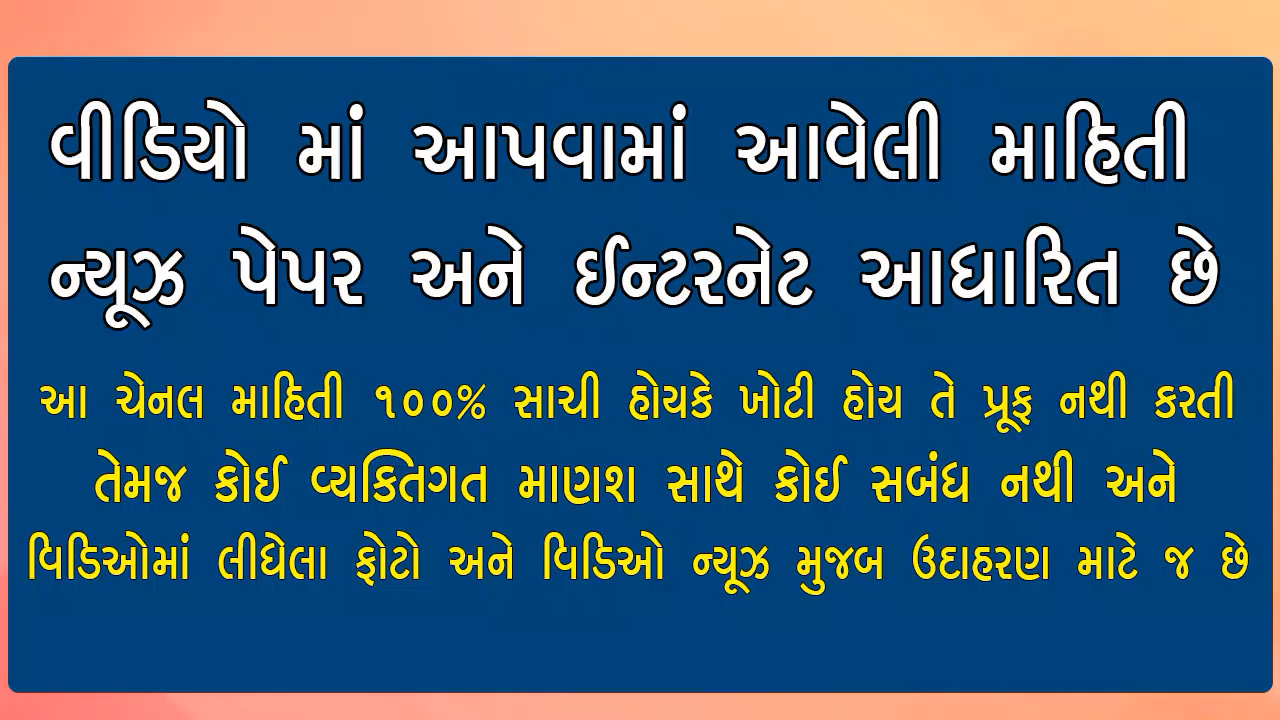 વીડિયો માં આપવામાં આવેલી માહિતી
ન્યૂઝ પેપર અને ઈન્ટરનેટ આધારિત છે
આ ચેનલ માહિતી ૧૦૦% સાચી હોયકે ખોટી હોય તે પ્રૂફ નથી કરતી
તેમજ કોઈ વ્યક્તિગત માણશ સાથે કોઈ સબંધ નથી અને
વિડિઓમાં લીધેલા ફોટો અને વિડિઓ ન્યૂઝ મુજબ ઉદાહરણ માટે જ છે